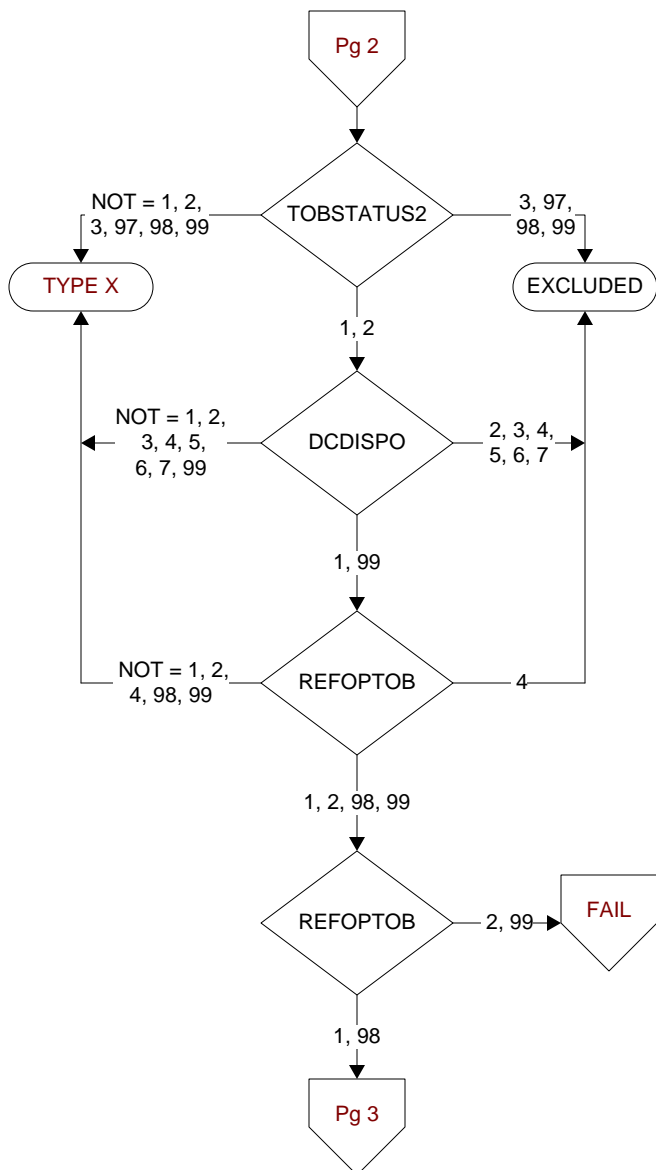 Pg 2
NOT = 1, 2,
3, 97, 98, 99
TOBSTATUS2
3, 97,
98, 99
TYPE X
EXCLUDED
1, 2
NOT = 1, 2,
3, 4, 5,
6, 7, 99
DCDISPO
2, 3, 4,
5, 6, 7
1, 99
NOT = 1, 2,
4, 98, 99
REFOPTOB
4
1, 2, 98, 99
REFOPTOB
2, 99
FAIL
1, 98
Pg 3